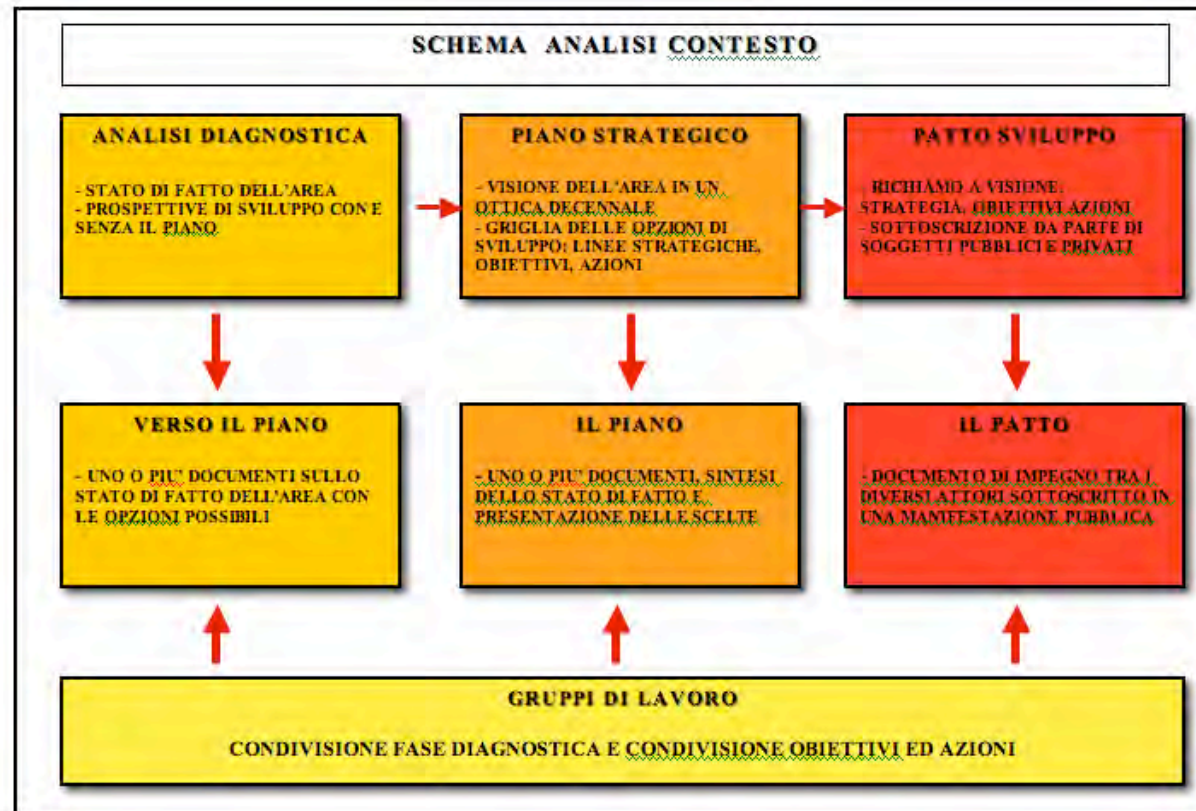 SCHEMA ANALISI CONTESTO
ANALISI DIAGNOSTICA
- STATO DI FATTO DELL'AREA
- PROSPETTIVE DI SVILUPPO CON E
SENZA IL PIANO
PIANO STRATEGICO
- VISIONE DELL'AREA IN UN
OTTICA DECENNALE
- GRIGLIA DELLE OPZIONI DI
SVILUPPO: LINEE STRATEGICHE,
OBIETTIVI, AZIONI
PATTO SVILUPPO
- RICHIAMO A VISIONE,
STRATEGIA, OBIETTIVI AZIONI
- SOTTOSCRIZIONE DA PARTE DI
SOGGETTI PUBBLICI E PRIVATI
VERSO IL PIANO
- UNO O PIU' DOCUMENTI SULLO
STATO DI FATTO DELL'AREA CON
LE OPZIONI POSSIBILI
IL PIANO
- UNO O PIU' DOCUMENTI, SINTESI
DELLO STATO DI FATTO E
PRESENTAZIONE DELLE SCELTE
IL PATTO
- DOCUMENTO DI IMPEGNO TRA I
DIVERSI ATTORI SOTTOSCRITTO IN
UNA MANIFESTAZIONE PUBBLICA
GRUPPI DI LAVORO
CONDIVISIONE FASE DIAGNOSTICA E CONDIVISIONE OBIETTIVI ED AZIONI